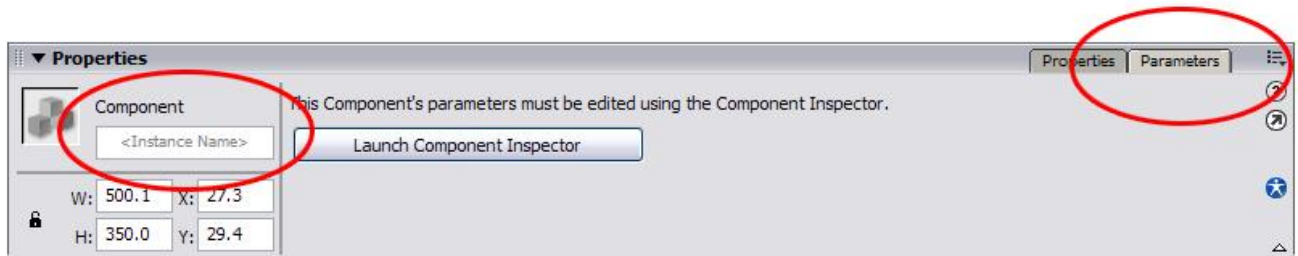 Properties
Properties Parameters
Component
<Instance Name>
This Component's parameters must be edited using the Component Inspector.
Launch Component Inspector
W: 500.1 X: 27.3
H: 350.0 Y: 29.4